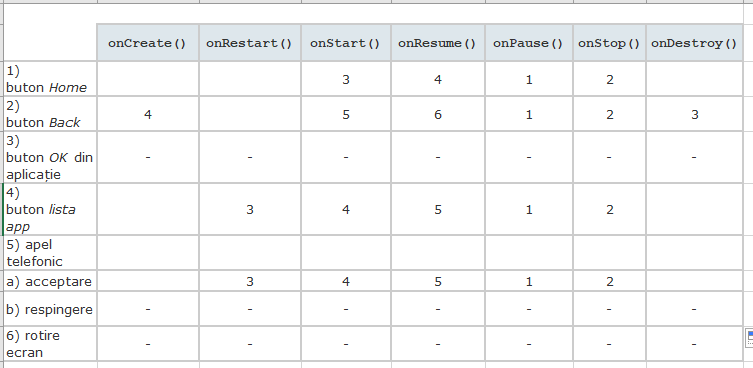 onCreate() onRestart() onStart() onResume() onPause() onStop() onDestroy()
1)
buton Home 3 4 1 2
2)
buton Back 4 5 6 1 2 3
3)
buton OK din
aplicație - - - - - - -
4)
buton lista
app 3 4 5 1 2
5) apel
telefonic
a) acceptare 3 4 5 1 2
b) respingere - - - - - - -
6) rotire
ecran - - - - - - -